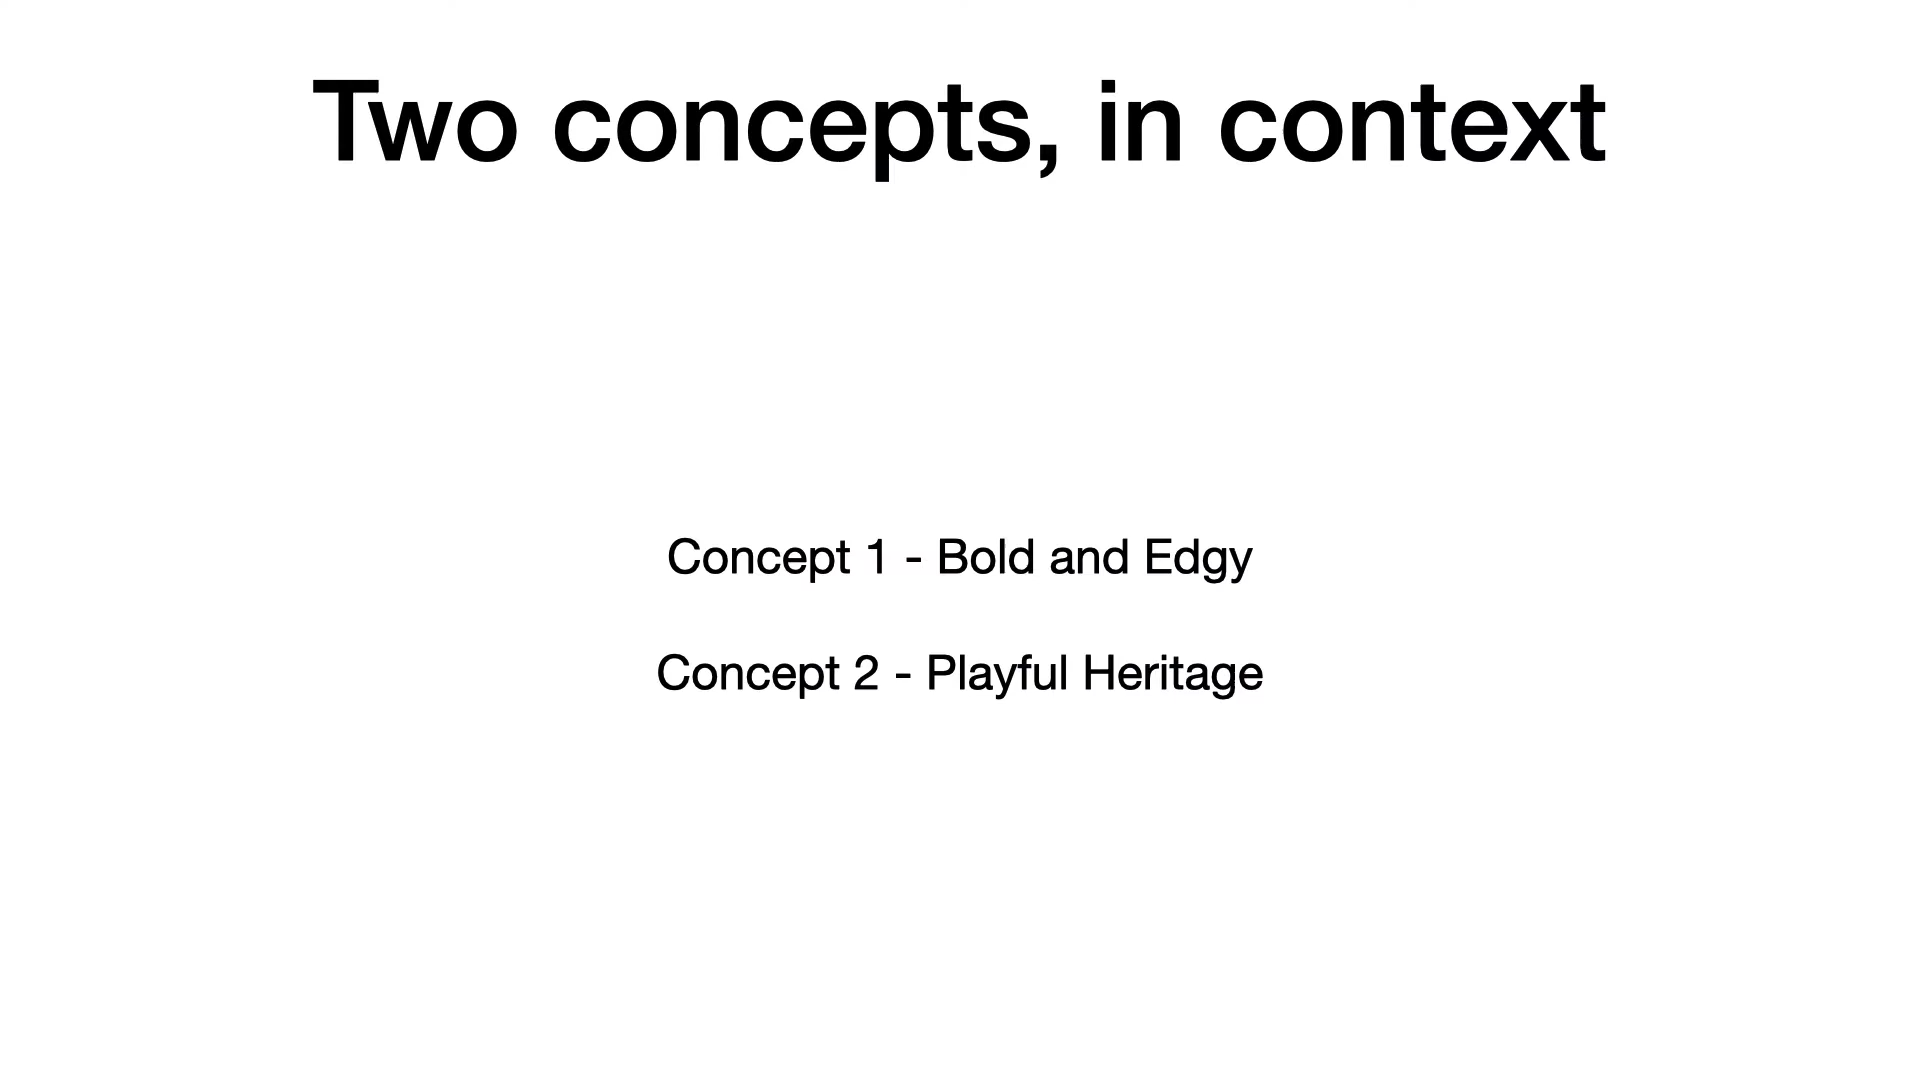 Two concepts, in context
Concept 1 - Bold and Edgy
Concept 2 - Playful Heritage